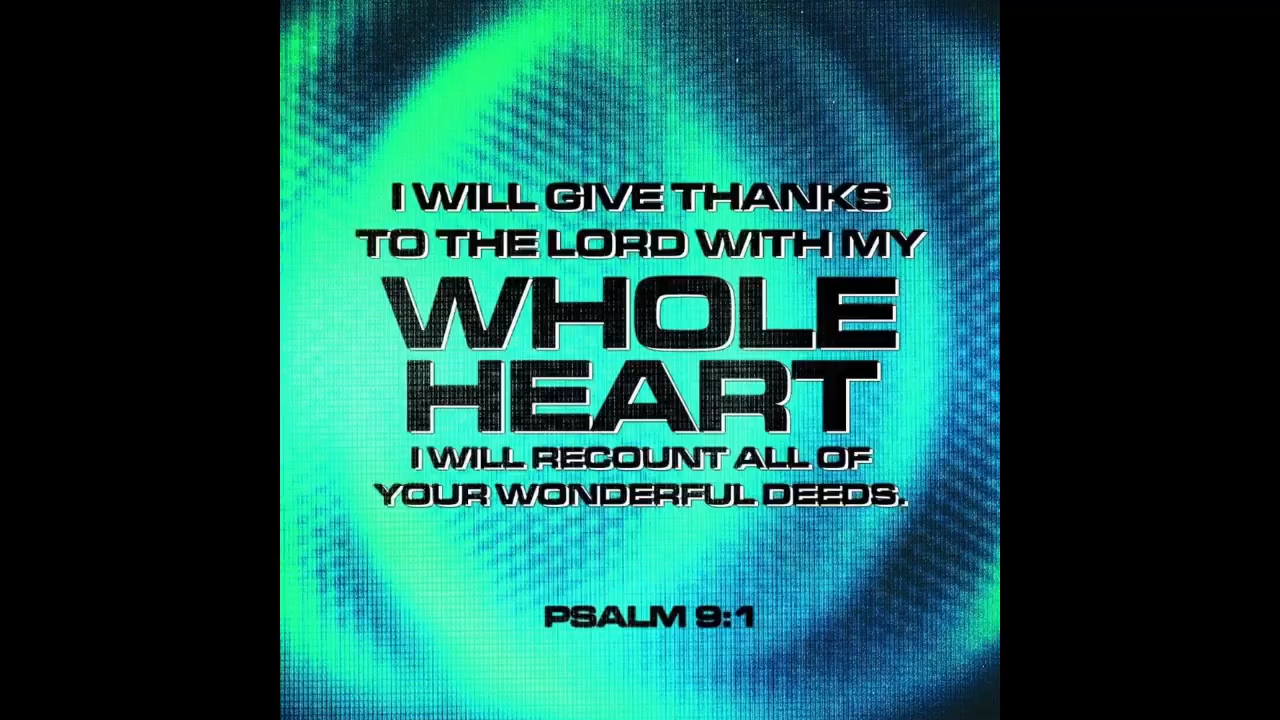 I WILL GIVE THANKS
TO THE LORD WITH MY
WHOLE
HEART
I WILL RECOUNT ALL OF
YOUR WONDERFUL DEEDS.
PSALM 9:1